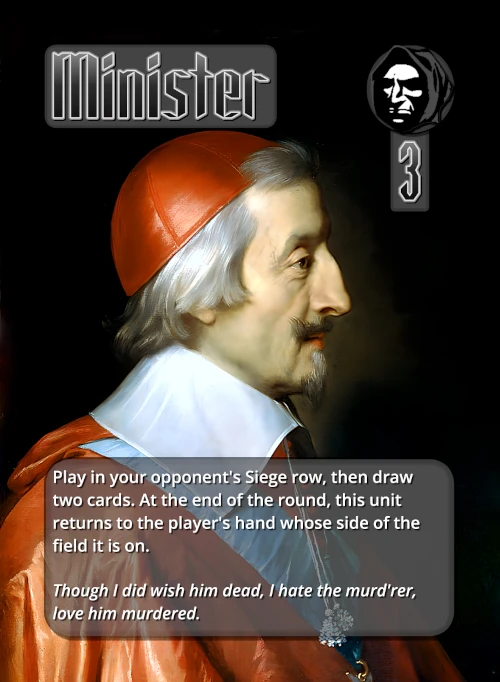 Minister
3
Play in your opponent's Siege row, then draw
two cards. At the end of the round, this unit
returns to the player's hand whose side of the
field it is on.
Though I did wish him dead, I hate the murd'rer,
love him murdered.